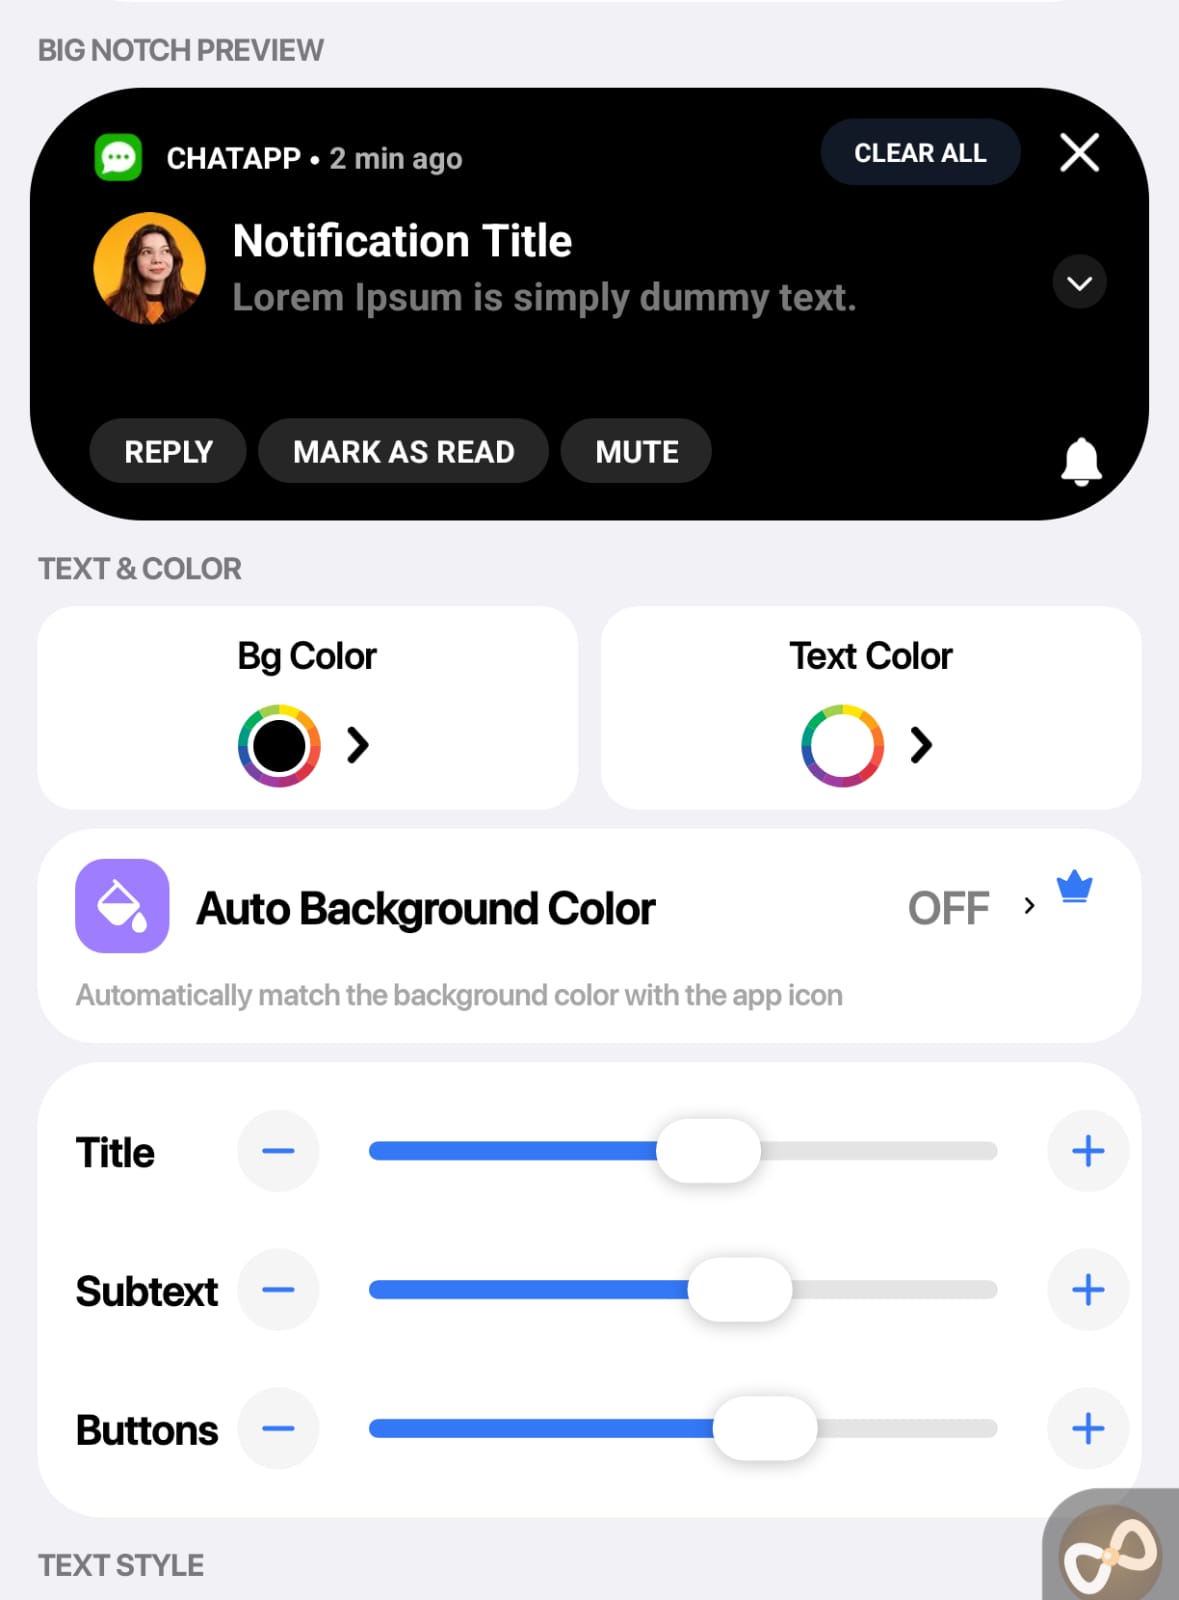 BIG NOTCH PREVIEW
CHATAPP • 2 min ago
CLEAR ALL
Notification Title
Lorem Ipsum is simply dummy text.
REPLY
MARK AS READ
MUTE
TEXT & COLOR
Bg Color
Text Color
Auto Background Color
OFF
Automatically match the background color with the app icon
Title
Subtext
Buttons
TEXT STYLE